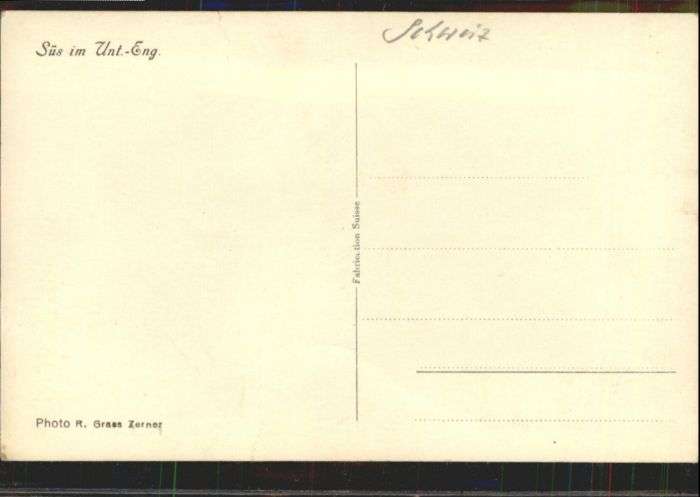 Süs im Unt.-Eng.
Schweiz
Fabrication Suisse
Photo R. Grass Zernez